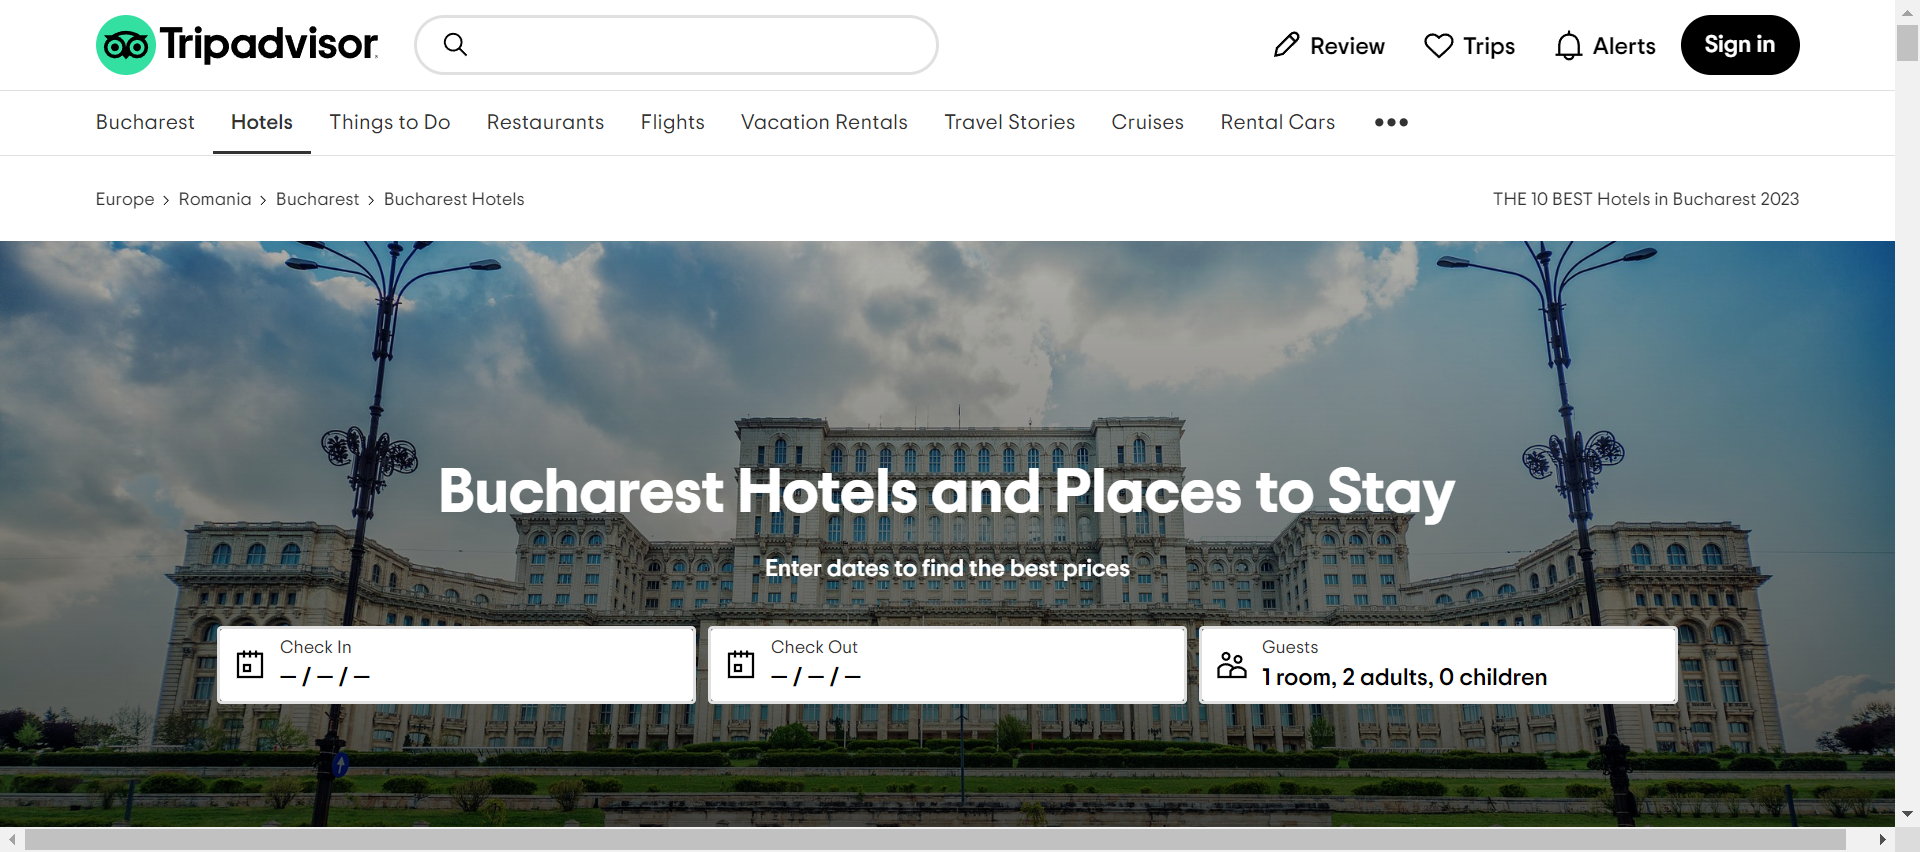 Tripadvisor
Review
Trips
Alerts
Sign in
Bucharest
Hotels
Things to Do
Restaurants
Flights
Vacation Rentals
Travel Stories
Cruises
Rental Cars
Europe › Romania › Bucharest › Bucharest Hotels
THE 10 BEST Hotels in Bucharest 2023
Bucharest Hotels and Places to Stay
Enter dates to find the best prices
Check In
– / – / –
Check Out
– / – / –
Guests
1 room, 2 adults, 0 children